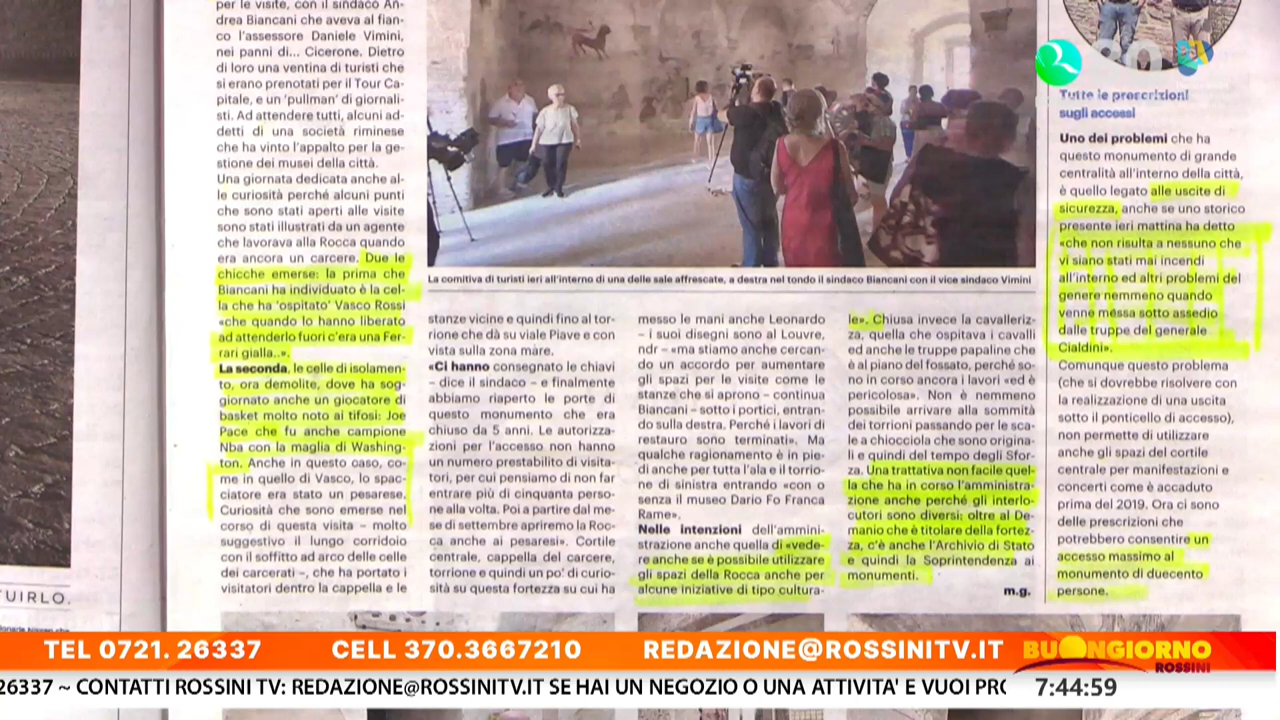 per le visite, con il sindaco An-
drea Biancani che aveva al fian-
co l'assessore Daniele Vimini,
nei panni di... Cicerone. Dietro
di loro una ventina di turisti che
si erano prenotati per il Tour Ca-
pitale, e un 'pullman' di giornali-
sti. Ad attendere tutti, alcuni ad-
detti di una società riminese
che ha vinto l'appalto per la ge-
stione dei musei della città.
Una giornata dedicata anche al-
le curiosità perché alcuni punti
che sono stati aperti alle visite
sono stati illustrati da un agente
che lavorava alla Rocca quando
era ancora un carcere. Due le
chicche emerse: la prima che
Biancani ha individuato è la cel-
la che ha 'ospitato' Vasco Rossi
«che quando lo hanno liberato
ad attenderlo fuori c'era una Fer-
rari gialla..».
La seconda, le celle di isolamen-
to, ora demolite, dove ha sog-
giornato anche un giocatore di
basket molto noto ai tifosi: Joe
Pace che fu anche campione
Nba con la maglia di Washing-
ton. Anche in questo caso, co-
me in quello di Vasco, lo spac-
ciatore era stato un pesarese.
Curiosità che sono emerse nel
corso di questa visita – molto
suggestivo il lungo corridoio
con il soffitto ad arco delle celle
dei carcerati –, che ha portato i
visitatori dentro la cappella e le
La comitiva di turisti ieri all'interno di una delle sale affrescate, a destra nel tondo il sindaco Biancani con il vice sindaco Vimini
stanze vicine e quindi fino al tor-
rione che dà su viale Piave e con
vista sulla zona mare.
«Ci hanno consegnato le chiavi
– dice il sindaco – e finalmente
abbiamo riaperto le porte di
questo monumento che era
chiuso da 5 anni. Le autorizza-
zioni per l'accesso non hanno
un numero prestabilito di visita-
tori, per cui pensiamo di non far
entrare più di cinquanta perso-
ne alla volta. Poi a partire dal me-
se di settembre apriremo la Roc-
ca anche ai pesaresi». Cortile
centrale, cappella del carcere,
torrione e quindi un po' di curio-
sità su questa fortezza su cui ha
messo le mani anche Leonardo
– i suoi disegni sono al Louvre,
ndr – «ma stiamo anche cercan-
do un accordo per aumentare
gli spazi per le visite come le
stanze che si aprono – continua
Biancani – sotto i portici, entran-
do sulla destra. Perché i lavori di
restauro sono terminati». Ma
qualche ragionamento è in pie-
di anche per tutta l'ala e il torrio-
ne di sinistra entrando «con o
senza il museo Dario Fo Franca
Rame».
Nelle intenzioni dell'ammini-
strazione anche quella di «vede-
re anche se è possibile utilizzare
gli spazi della Rocca anche per
alcune iniziative di tipo cultura-
le». Chiusa invece la cavalleriz-
za, quella che ospitava i cavalli
ed anche le truppe papaline che
è al piano del fossato, perché so-
no in corso ancora i lavori «ed è
pericolosa». Non è nemmeno
possibile arrivare alla sommità
dei torrioni passando per le sca-
le a chiocciola che sono origina-
li e quindi del tempo degli Sfor-
za. Una trattativa non facile quel-
la che ha in corso l'amministra-
zione anche perché gli interlo-
cutori sono diversi: oltre al De-
manio che è titolare della fortez-
za, c'è anche l'Archivio di Stato
e quindi la Soprintendenza ai
monumenti.
m.g.
Tutte le prescrizioni
sugli accessi
Uno dei problemi che ha
questo monumento di grande
centralità all'interno della città,
è quello legato alle uscite di
sicurezza, anche se uno storico
presente ieri mattina ha detto
«che non risulta a nessuno che
vi siano stati mai incendi
all'interno ed altri problemi del
genere nemmeno quando
venne messa sotto assedio
dalle truppe del generale
Cialdini».
Comunque questo problema
(che si dovrebbe risolvere con
la realizzazione di una uscita
sotto il ponticello di accesso),
non permette di utilizzare
anche gli spazi del cortile
centrale per manifestazioni e
concerti come è accaduto
prima del 2019. Ora ci sono
delle prescrizioni che
potrebbero consentire un
accesso massimo al
monumento di duecento
persone.
TUIRLO.
TEL 0721. 26337 CELL 370.3667210 REDAZIONE@ROSSINITV.IT
BUONGIORNO
ROSSINI
26337 ~ CONTATTI ROSSINI TV: REDAZIONE@ROSSINITV.IT SE HAI UN NEGOZIO O UNA ATTIVITA' E VUOI PRO
7:44:59